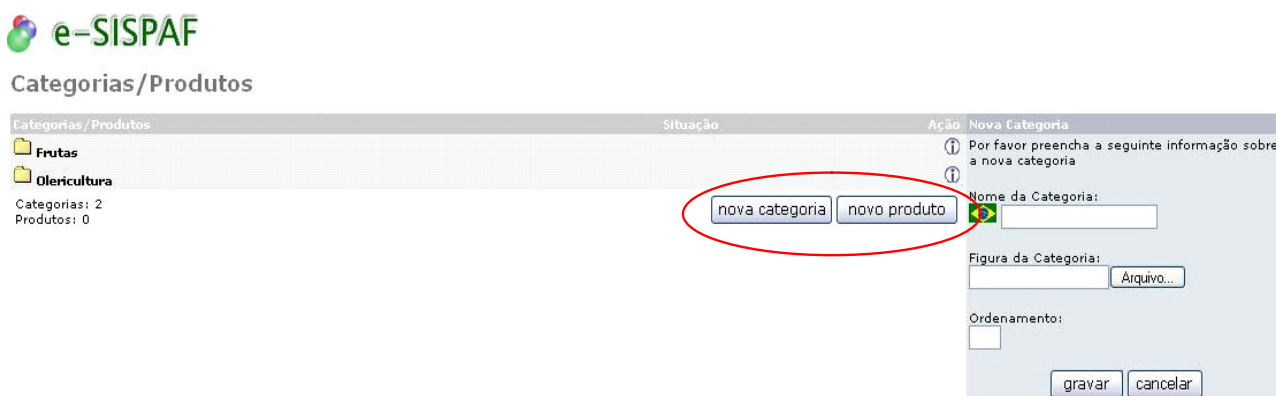 e-SISPAF
Categorias/Produtos
Categorias/Produtos Situação Ação
Frutas
Olericultura
Categorias: 2
Produtos: 0
nova categoria novo produto
Nova Categoria
Por favor preencha a seguinte informação sobre
a nova categoria
Nome da Categoria:
Figura da Categoria:
Arquivo...
Ordenamento:
gravar cancelar